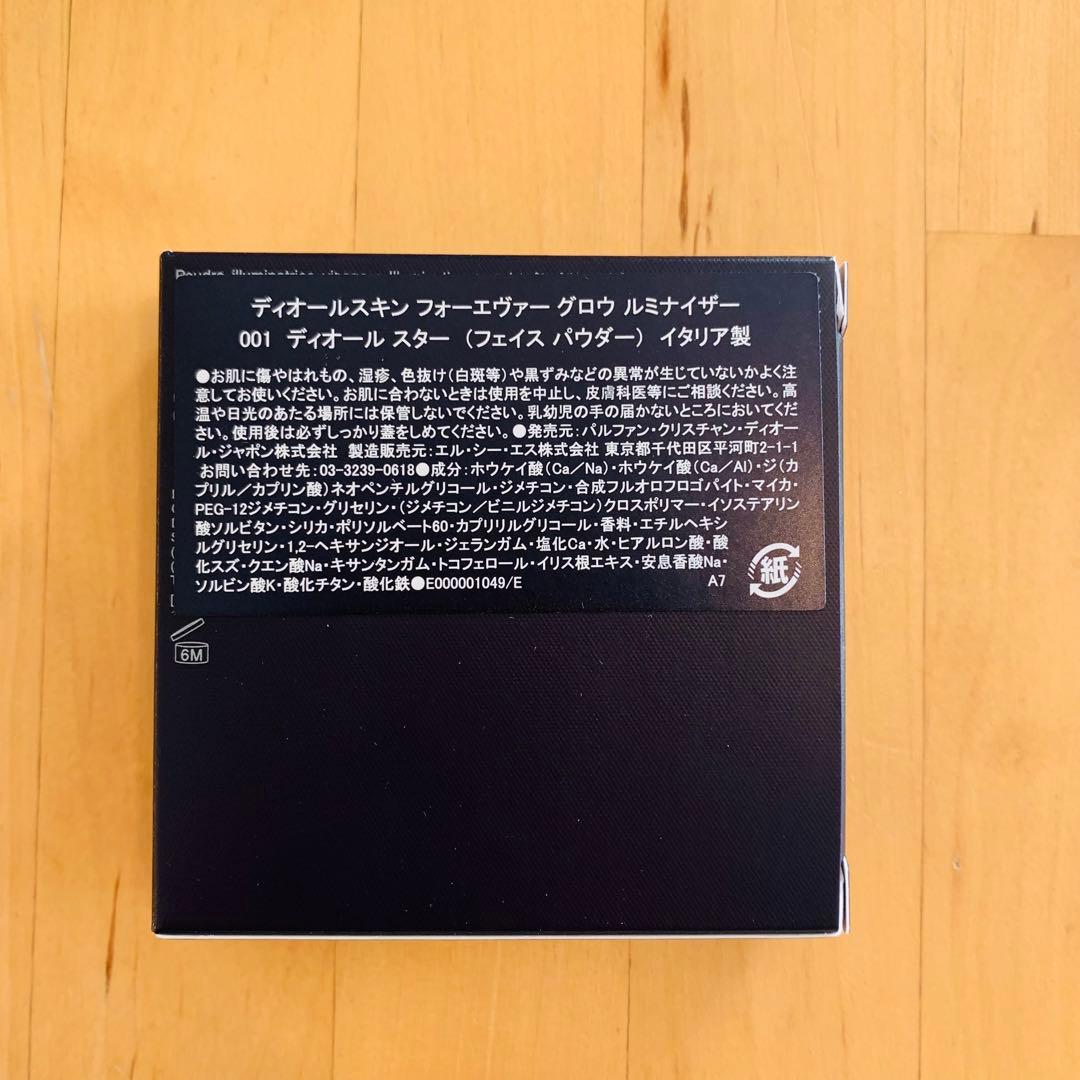 ディオールスキン フォーエヴァー グロウ ルミナイザー
001 ディオール スター （フェイス パウダー） イタリア製
●お肌に傷やはれもの、湿疹、色抜け（白斑等）や黒ずみなどの異常が生じていないかよく注
意してお使いください。お肌に合わないときは使用を中止し、皮膚科医等にご相談ください。高
温や日光のあたる場所には保管しないでください。乳幼児の手の届かないところにおいてくだ
さい。使用後は必ずしっかり蓋をしめてください。●発売元：パルファン・クリスチャン・ディオー
ル・ジャポン株会社 製造販売元：エル・シー・エス株式会社 東京都千代田区平河町2-1-1
お問い合わせ先：03-3239-0618●成分：ホウケイ酸（Ca／Na）・ホウケイ酸（Ca／Al）・ジ（カ
プリル／カプリン酸）ネオペンチルグリコール・ジメチコン・合成フルオロフロゴパイト・マイカ・
PEG-12ジメチコン・グリセリン・（ジメチコン／ビニルジメチコン）クロスポリマー・イソステアリン
酸ソルビタン・シリカ・ポリソルベート60・カプリリルグリコール・香料・エチルヘキシ
ルグリセリン・1,2-ヘキサンジオール・ジェランガム・塩化Ca・水・ヒアルロン酸・酸
化スズ・クエン酸Na・キサンタンガム・トコフェロール・イリス根エキス・安息香酸Na・
ソルビン酸K・酸化チタン・酸化鉄●E000001049/E A7
紙
6M